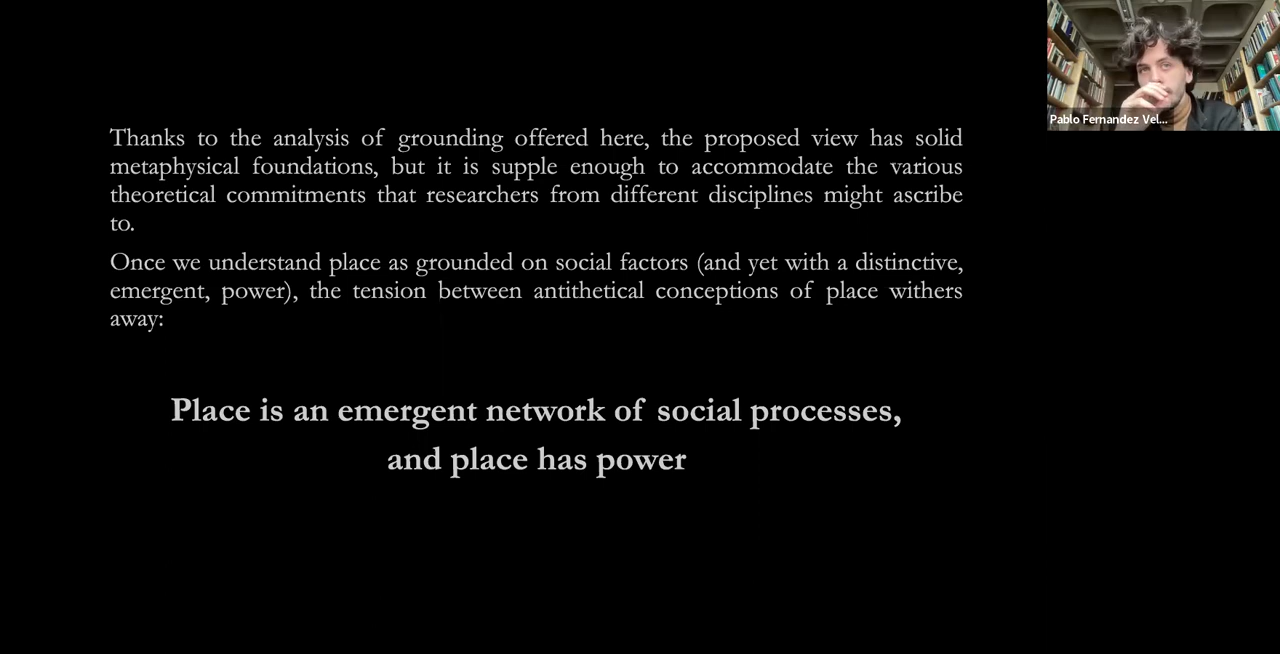 Thanks to the analysis of grounding offered here, the proposed view has solid
metaphysical foundations, but it is supple enough to accommodate the various
theoretical commitments that researchers from different disciplines might ascribe
to.
Once we understand place as grounded on social factors (and yet with a distinctive,
emergent, power), the tension between antithetical conceptions of place withers
away:
Place is an emergent network of social processes,
and place has power
Pablo Fernandez Vel...